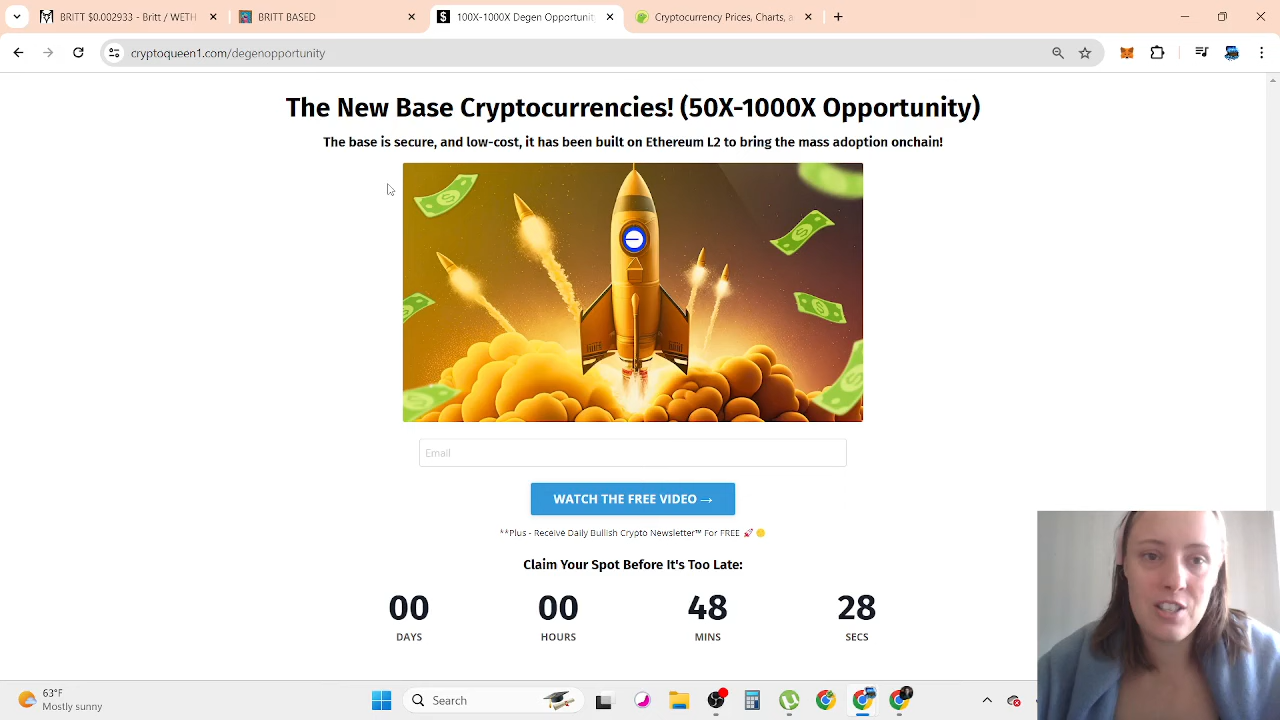 BRITT $0.002933 - Britt / WETH
BRITT BASED
100X-1000X Degen Opportunit
Cryptocurrency Prices, Charts, a
cryptoqueen1.com/degenopportunity
The New Base Cryptocurrencies! (50X-1000X Opportunity)
The base is secure, and low-cost, it has been built on Ethereum L2 to bring the mass adoption onchain!
Email
WATCH THE FREE VIDEO →
**Plus - Receive Daily Bullish Crypto Newsletter™ For FREE 🚀🟡
Claim Your Spot Before It's Too Late:
00 00 48 28
DAYS HOURS MINS SECS
63°F
Mostly sunny
Search